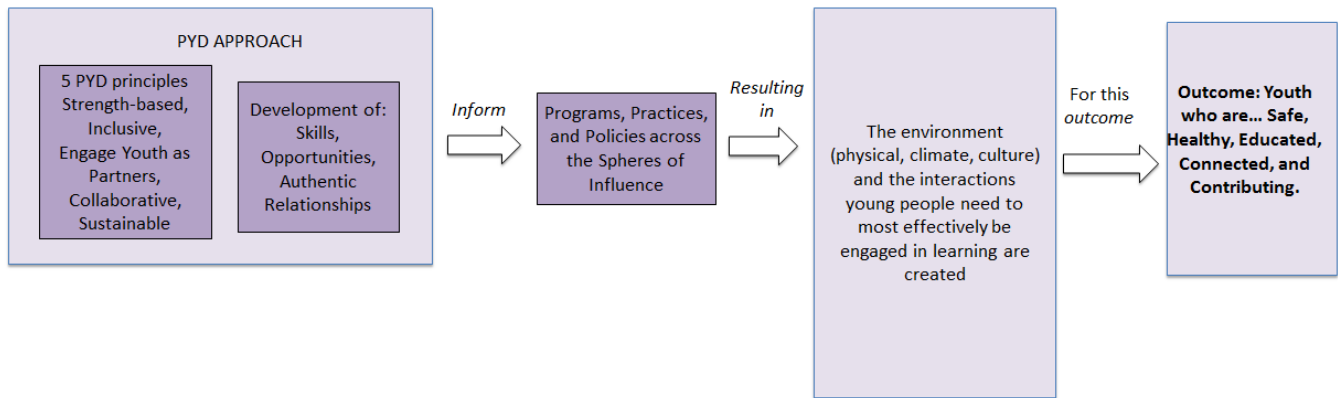 PYD APPROACH
5 PYD principles
Strength-based,
Inclusive,
Engage Youth as
Partners,
Collaborative,
Sustainable
Development of:
Skills,
Opportunities,
Authentic
Relationships
Inform
Programs, Practices,
and Policies across
the Spheres of
Influence
Resulting
in
The environment
(physical, climate, culture)
and the interactions
young people need to
most effectively be
engaged in learning are
created
For this
outcome
Outcome: Youth
who are... Safe,
Healthy, Educated,
Connected, and
Contributing.